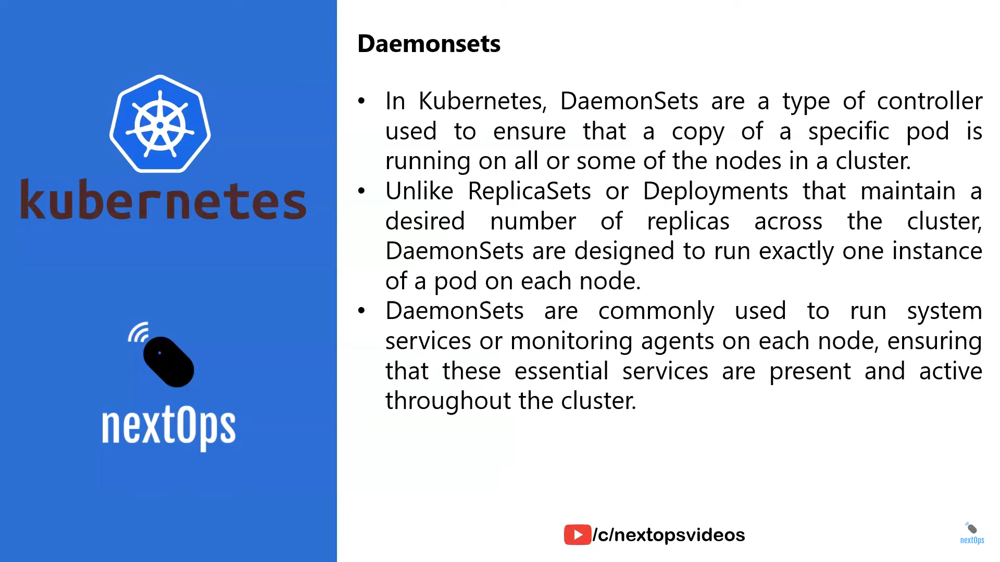 Daemonsets
• In Kubernetes, DaemonSets are a type of controller
used to ensure that a copy of a specific pod is
running on all or some of the nodes in a cluster.
• Unlike ReplicaSets or Deployments that maintain a
desired number of replicas across the cluster,
DaemonSets are designed to run exactly one instance
of a pod on each node.
• DaemonSets are commonly used to run system
services or monitoring agents on each node, ensuring
that these essential services are present and active
throughout the cluster.
kubernetes
nextOps
/c/nextopsvideos
nextOps